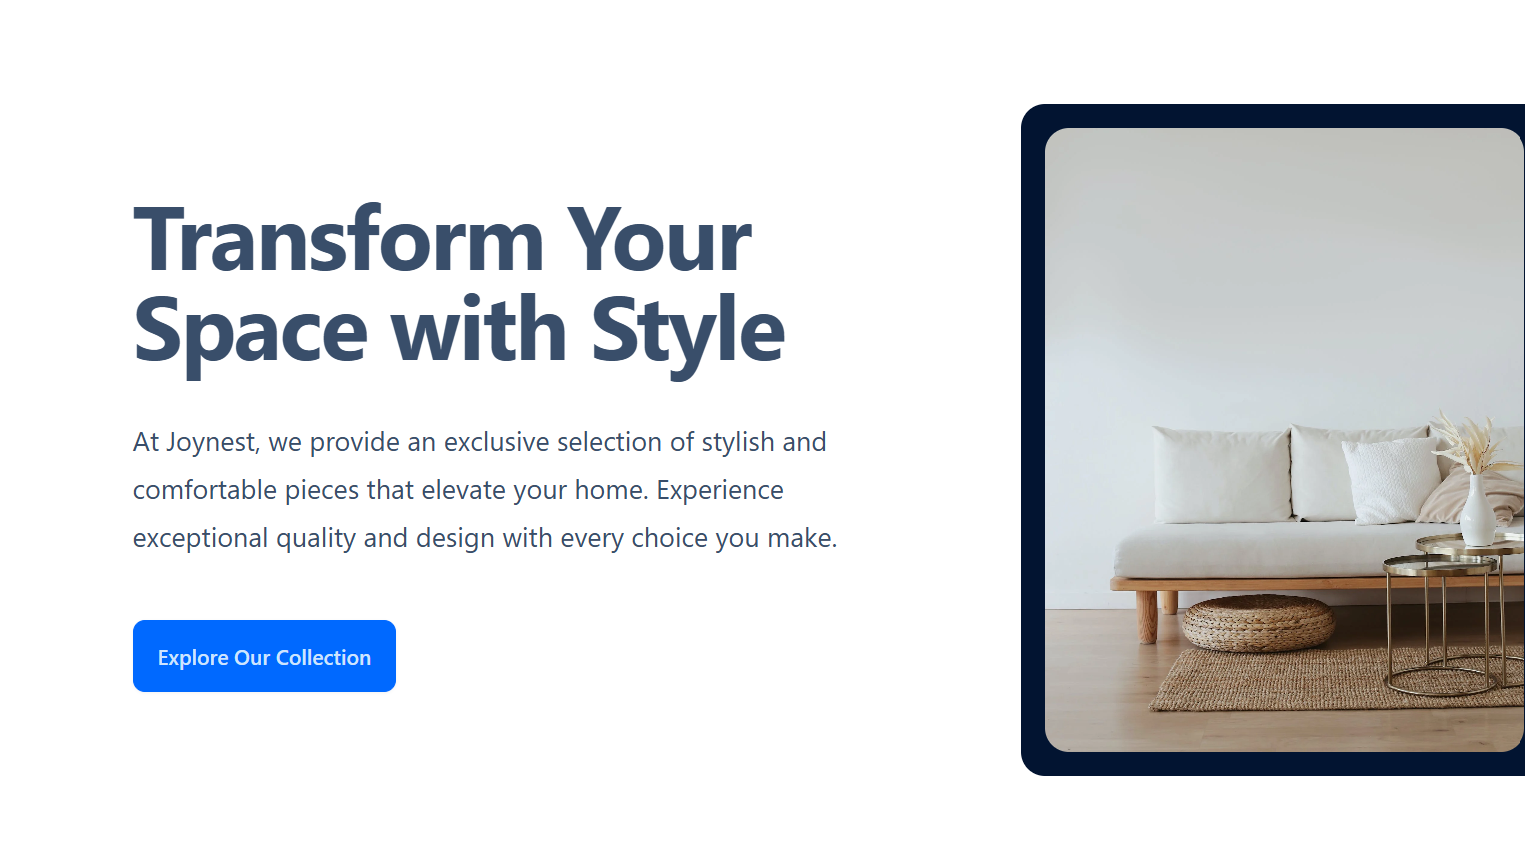 Transform Your
Space with Style
At Joynest, we provide an exclusive selection of stylish and
comfortable pieces that elevate your home. Experience
exceptional quality and design with every choice you make.
Explore Our Collection